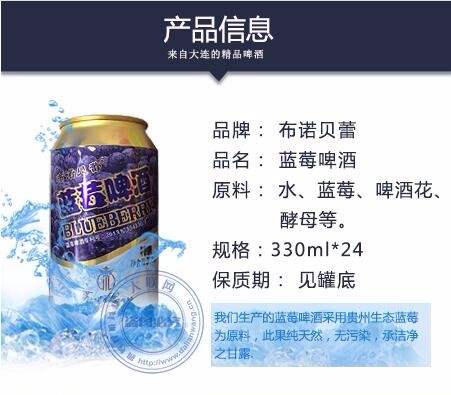 产品信息
来自大连的精品啤酒
品牌： 布诺贝蕾
品名： 蓝莓啤酒
原料： 水、蓝莓、啤酒花、
酵母等。
规格：330ml*24
保质期： 见罐底
我们生产的蓝莓啤酒采用贵州生态蓝莓
为原料，此果纯天然，无污染，承洁净
之甘露.
蓝莓啤酒
BLUEBERRY
http://www.dalianwang.com